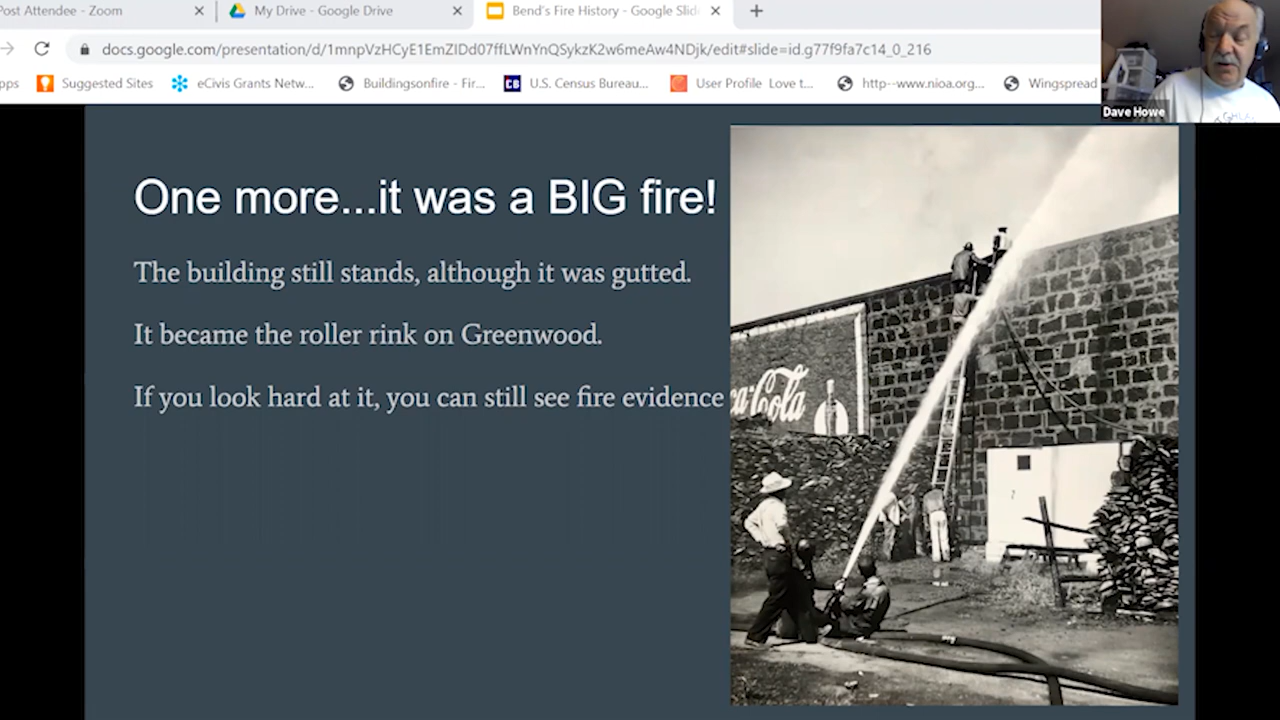 Post Attendee - Zoom
My Drive - Google Drive
Bend's Fire History - Google Slid
docs.google.com/presentation/d/1mnpVzHCyE1EmZIDd07ffLWnYnQSykzK2w6meAw4NDjk/edit#slide=id.g77f9fa7c14_0_216
pps
Suggested Sites
eCivis Grants Netw...
Buildingsonfire - Fir...
CB
U.S. Census Bureau...
User Profile Love t...
http--www.nioa.org...
Wingspread
Dave Howe
One more...it was a BIG fire!
The building still stands, although it was gutted.
It became the roller rink on Greenwood.
If you look hard at it, you can still see fire evidence
ca-Cola